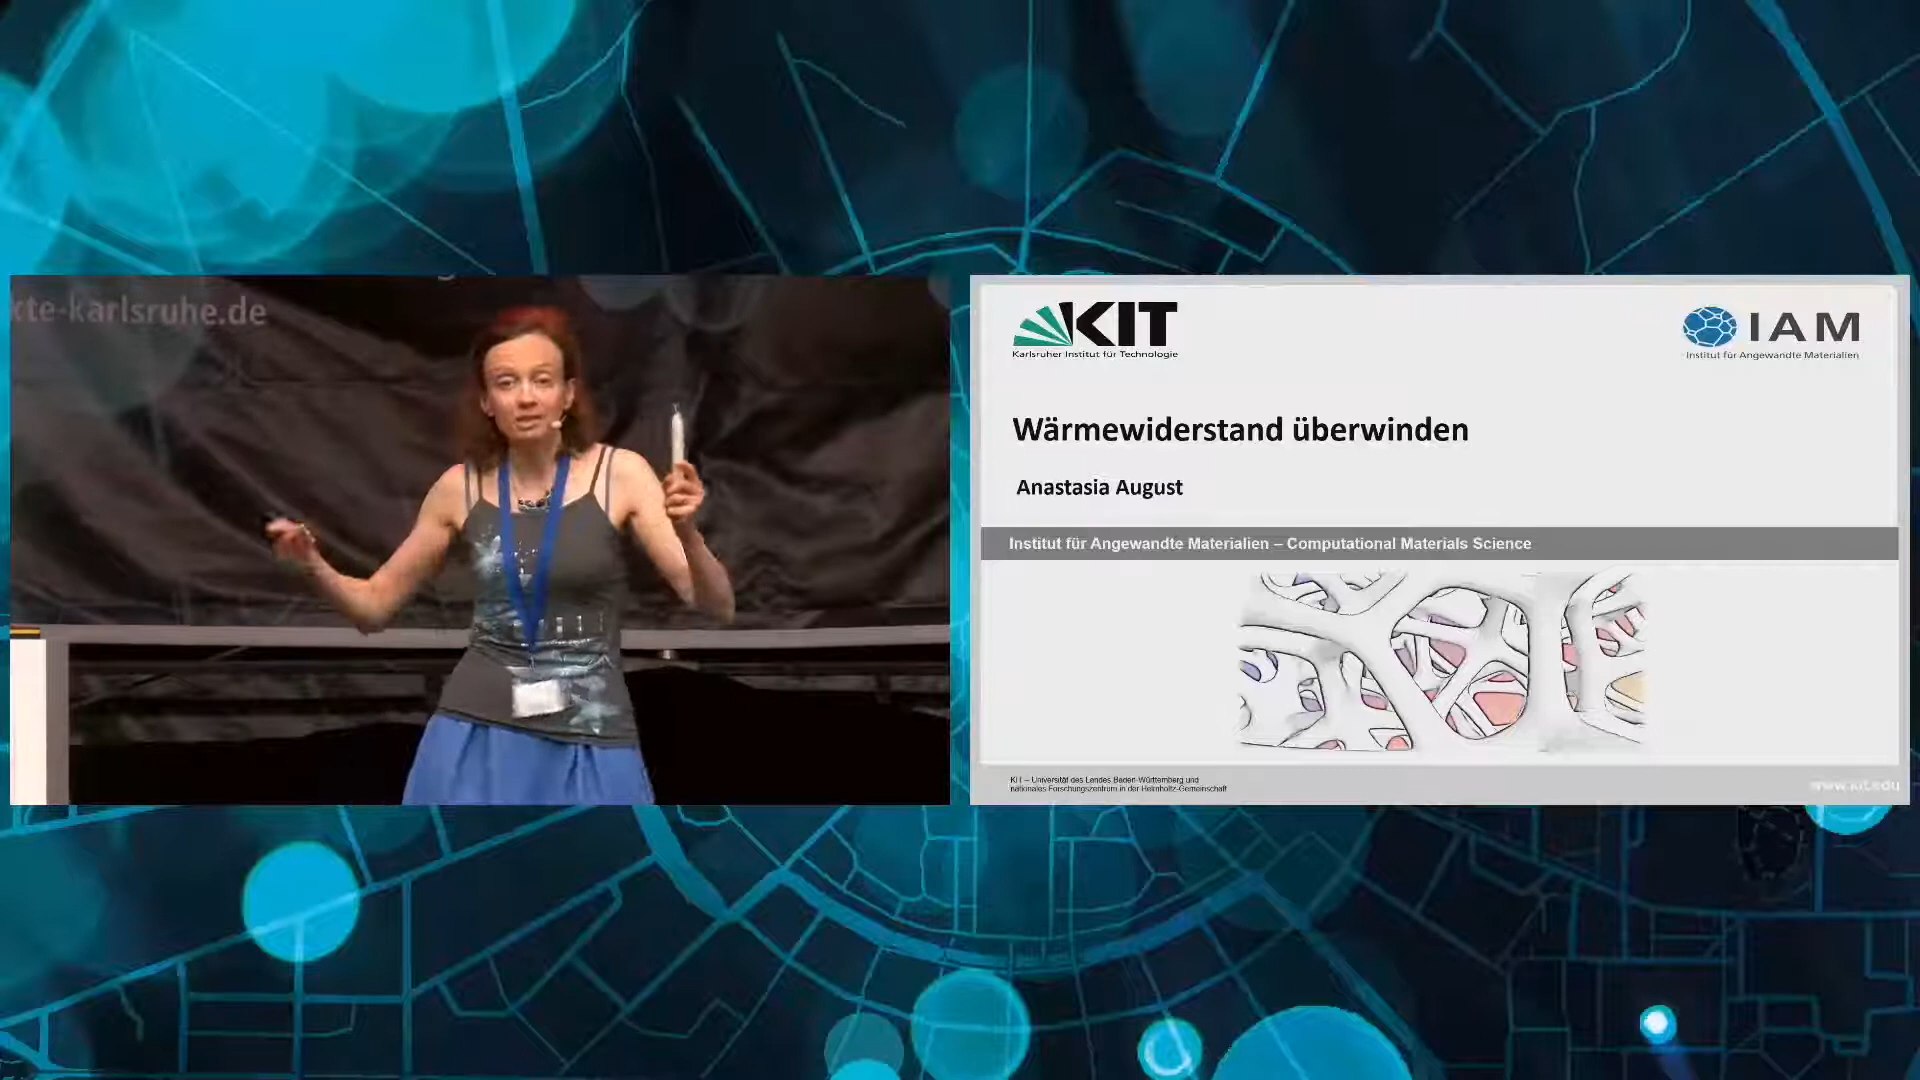 kte-karlsruhe.de
KIT
Karlsruher Institut für Technologie
IAM
Institut für Angewandte Materialien
Wärmewiderstand überwinden
Anastasia August
Institut für Angewandte Materialien – Computational Materials Science
KIT – Universität des Landes Baden-Württemberg und
nationales Forschungszentrum in der Helmholtz-Gemeinschaft
www.kit.edu